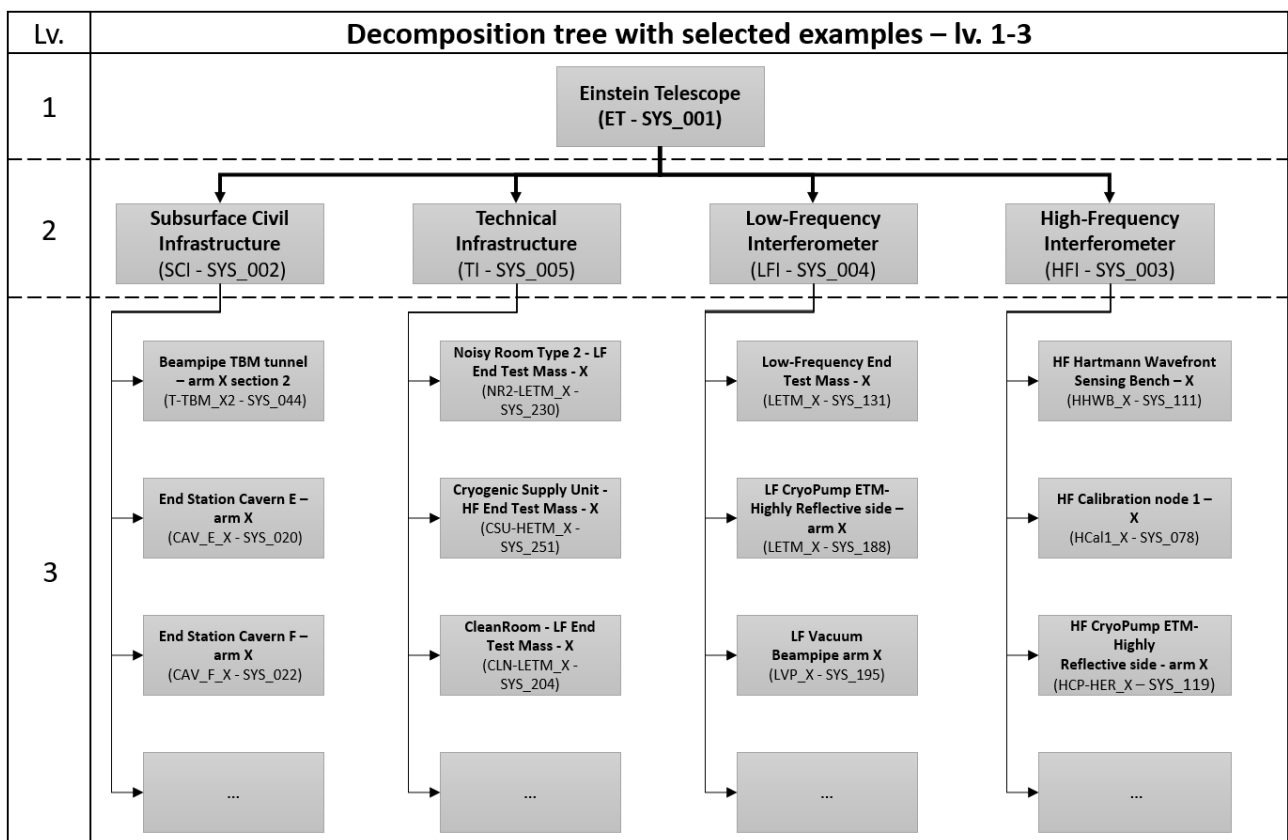 Lv.
Decomposition tree with selected examples – lv. 1-3
1
Einstein Telescope
(ET - SYS_001)
2
Subsurface Civil
Infrastructure
(SCI - SYS_002)
Technical
Infrastructure
(TI - SYS_005)
Low-Frequency
Interferometer
(LFI - SYS_004)
High-Frequency
Interferometer
(HFI - SYS_003)
3
Beampipe TBM tunnel
– arm X section 2
(T-TBM_X2 - SYS_044)
End Station Cavern E –
arm X
(CAV_E_X - SYS_020)
End Station Cavern F –
arm X
(CAV_F_X - SYS_022)
...
Noisy Room Type 2 - LF
End Test Mass - X
(NR2-LETM_X -
SYS_230)
Cryogenic Supply Unit -
HF End Test Mass - X
(CSU-HETM_X -
SYS_251)
CleanRoom - LF End
Test Mass - X
(CLN-LETM_X -
SYS_204)
...
Low-Frequency End
Test Mass - X
(LETM_X - SYS_131)
LF CryoPump ETM-
Highly Reflective side –
arm X
(LETM_X - SYS_188)
LF Vacuum
Beampipe arm X
(LVP_X - SYS_195)
...
HF Hartmann Wavefront
Sensing Bench – X
(HHWB_X - SYS_111)
HF Calibration node 1 –
X
(HCal1_X - SYS_078)
HF CryoPump ETM-
Highly
Reflective side - arm X
(HCP-HER_X – SYS_119)
...